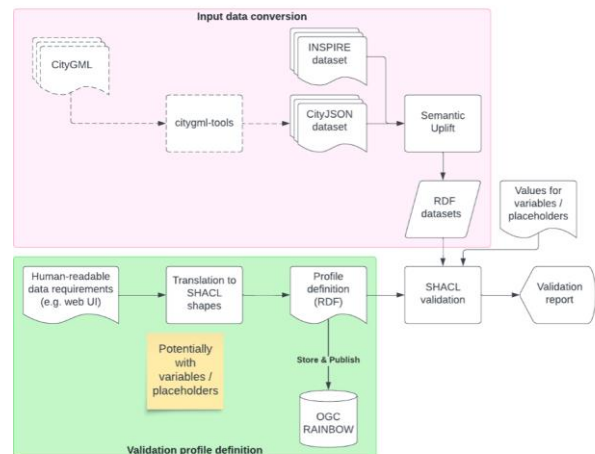 Input data conversion
CityGML
INSPIRE
dataset
citygml-tools
CityJSON
dataset
Semantic
Uplift
RDF
datasets
Values for
variables /
placeholders
Human-readable
data requirements
(e.g. web UI)
Translation to
SHACL
shapes
Profile
definition
(RDF)
SHACL
validation
Validation
report
Potentially
with
variables /
placeholders
Store & Publish
OGC
RAINBOW
Validation profile definition